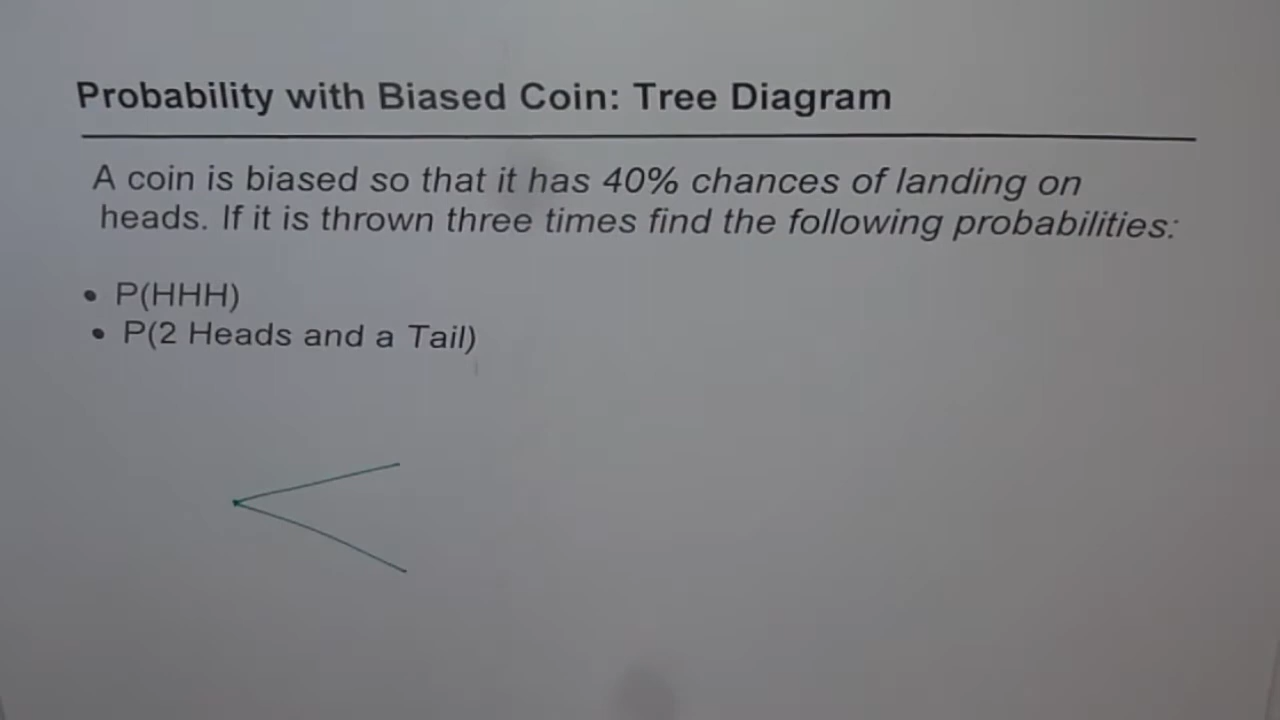 Probability with Biased Coin: Tree Diagram
A coin is biased so that it has 40% chances of landing on
heads. If it is thrown three times find the following probabilities:
• P(HHH)
• P(2 Heads and a Tail)